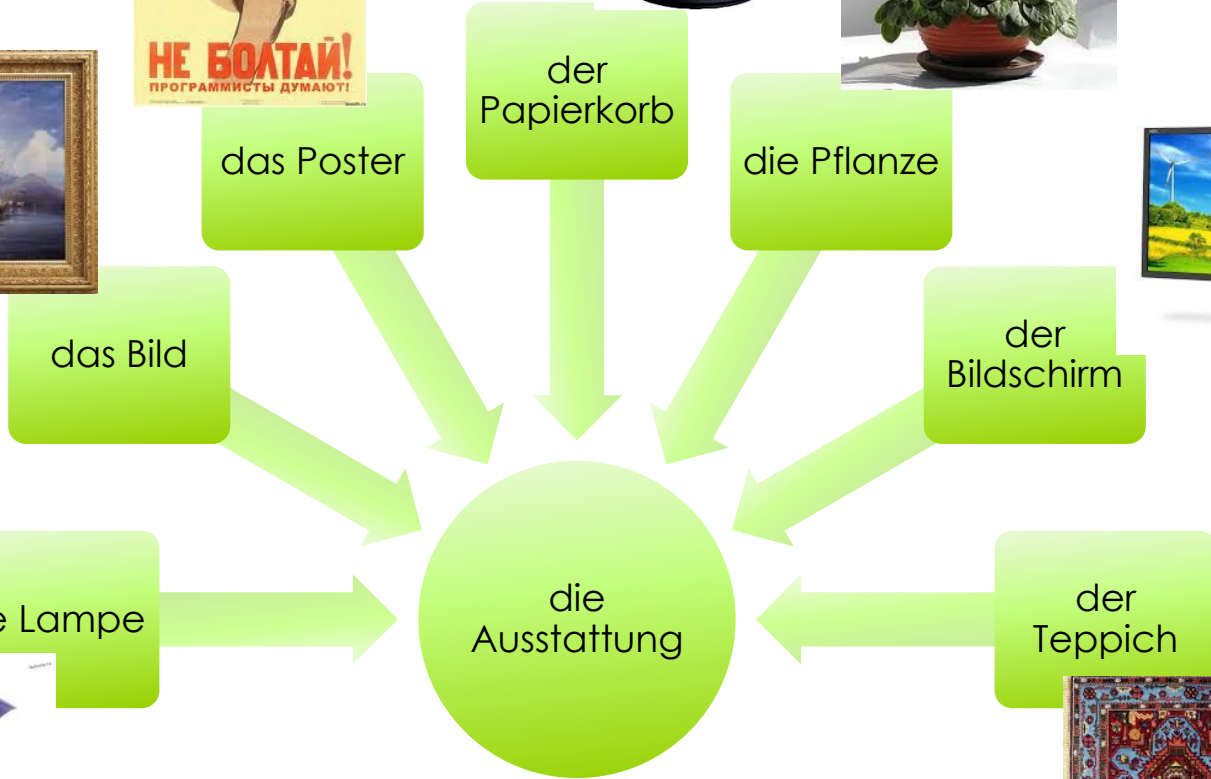 НЕ БОЛТАЙ!
ПРОГРАММИСТЫ ДУМАЮТ!
der
Papierkorb
das Poster
die Pflanze
das Bild
der
Bildschirm
e Lampe
die
Ausstattung
der
Teppich